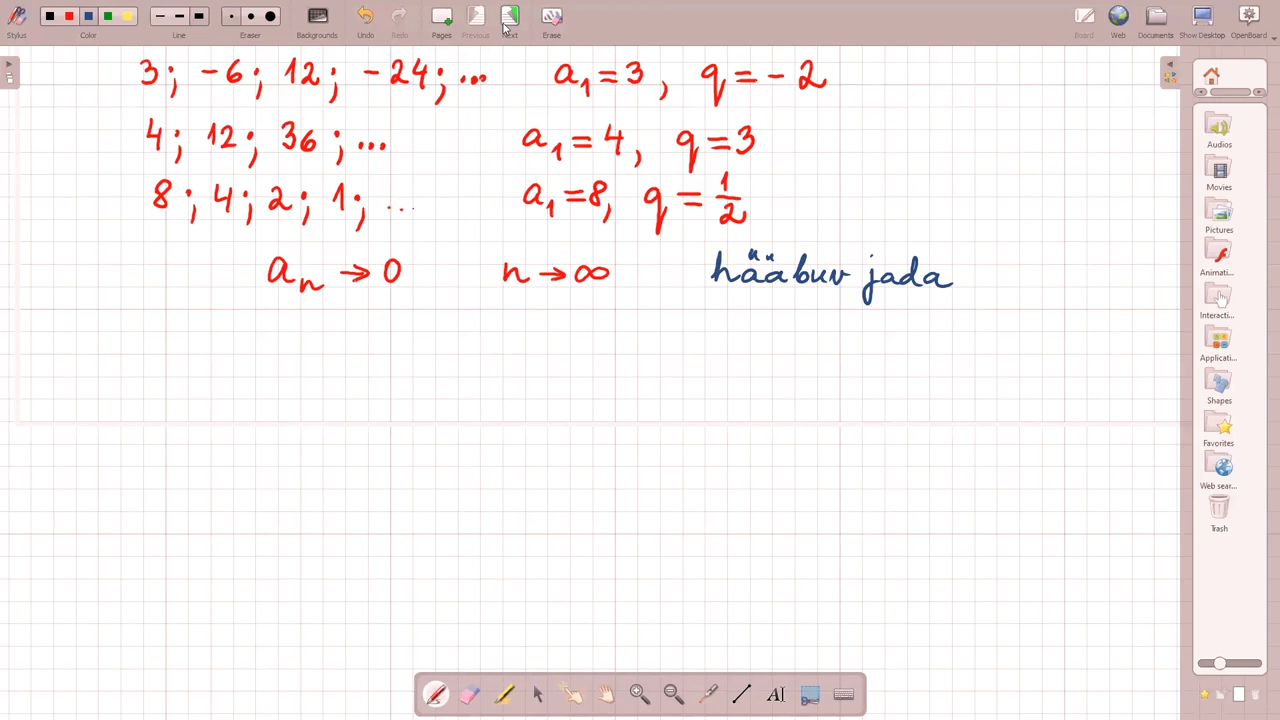 Stylus Color Line Eraser Backgrounds Undo Redo Pages Previous Next Erase Board Web Documents Show Desktop OpenBoard
3; -6; 12; -24; ... a₁ = 3, q = -2
4; 12; 36; ... a₁ = 4, q = 3
8; 4; 2; 1; ... a₁ = 8, q = 1/2
aₙ → 0 n → ∞ hääbuv jada
Audios
Movies
Pictures
Animati...
Interacti...
Applicati...
Shapes
Favorites
Web sear...
Trash